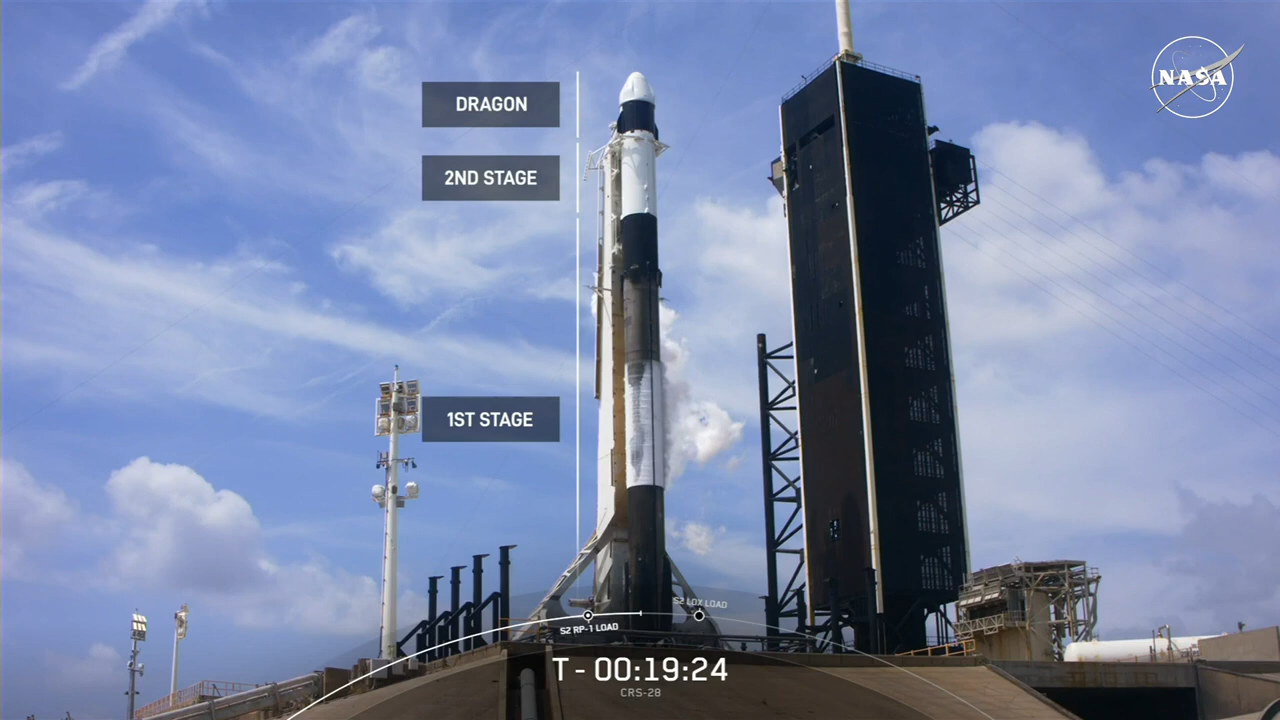 NASA
DRAGON
2ND STAGE
1ST STAGE
S2 RP-1 LOAD
S2 LOX LOAD
T - 00:19:24
CRS-28